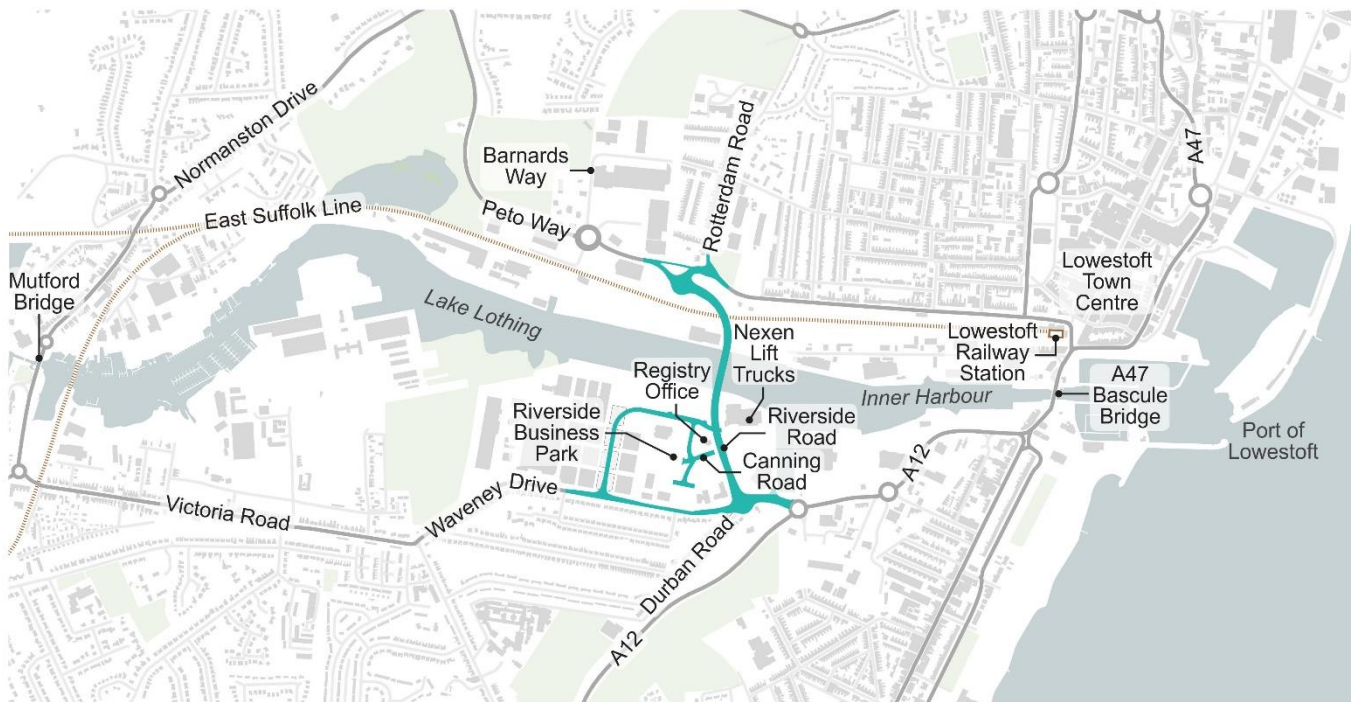 Normanston Drive
A47
Barnards
Way
Rotterdam Road
East Suffolk Line
Peto Way
Mutford
Bridge
Lowestoft
Town
Centre
Lake Lothing
Nexen
Lift
Trucks
Lowestoft
Railway
Station
Registry
Office
A47
Bascule
Bridge
Inner Harbour
Riverside
Business
Park
Riverside
Road
Port of
Lowestoft
Canning
Road
A12
Waveney Drive
Victoria Road
Durban Road
A12